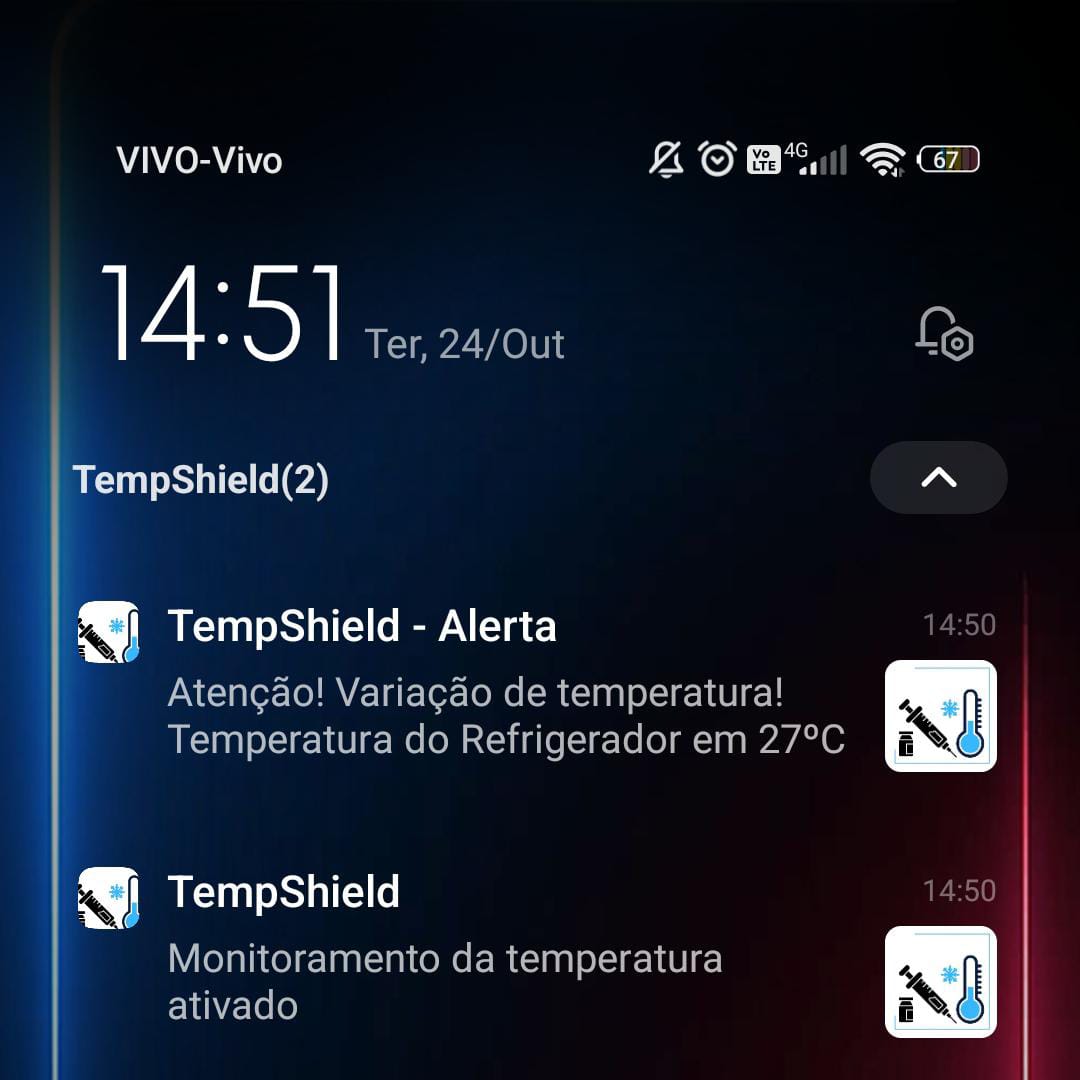 VIVO-Vivo
Vo
LTE
4G
67
14:51 Ter, 24/Out
TempShield(2)
TempShield - Alerta
14:50
Atenção! Variação de temperatura!
Temperatura do Refrigerador em 27ºC
TempShield
14:50
Monitoramento da temperatura
ativado